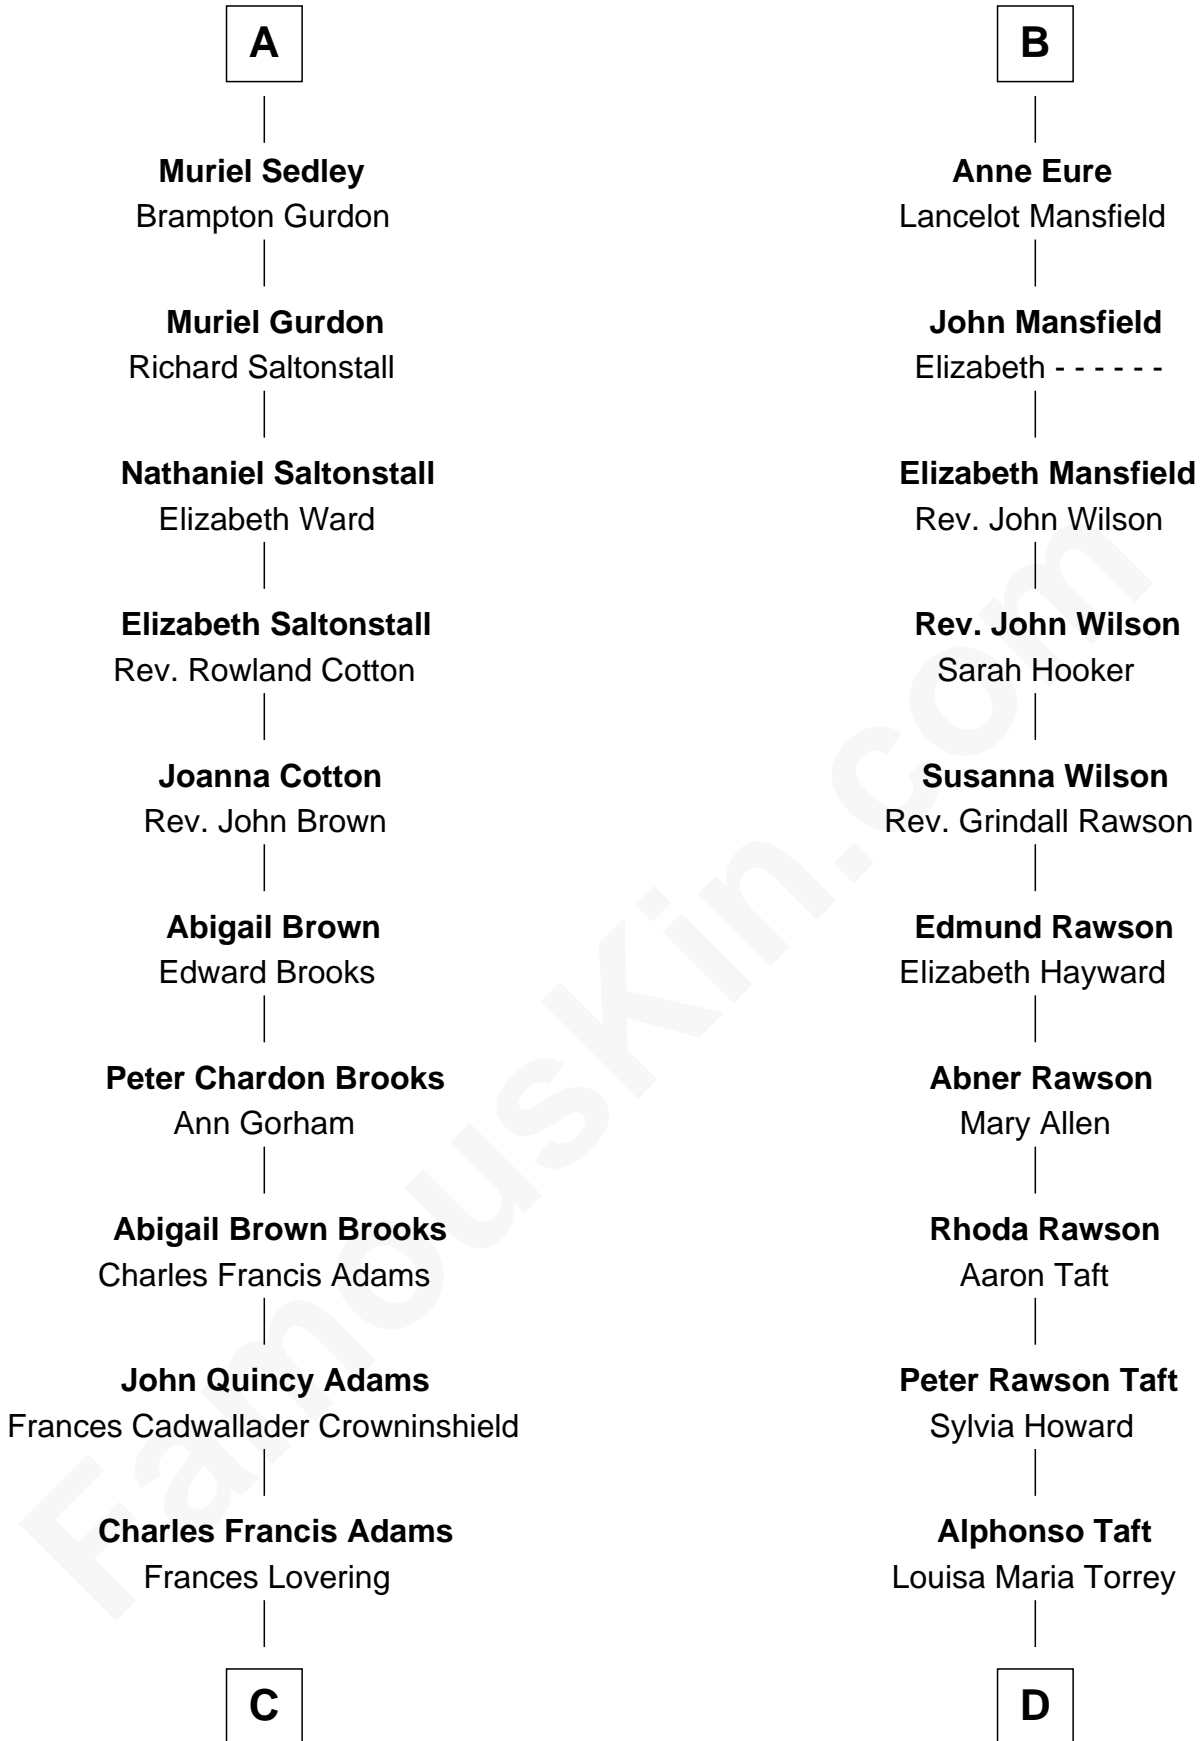 A
Muriel Sedley
Brampton Gurdon
Muriel Gurdon
Richard Saltonstall
Nathaniel Saltonstall
Elizabeth Ward
Elizabeth Saltonstall
Rev. Rowland Cotton
Joanna Cotton
Rev. John Brown
Abigail Brown
Edward Brooks
Peter Chardon Brooks
Ann Gorham
Abigail Brown Brooks
Charles Francis Adams
John Quincy Adams
Frances Cadwallader Crowninshield
Charles Francis Adams
Frances Lovering
C
B
Anne Eure
Lancelot Mansfield
John Mansfield
Elizabeth - - - - - -
Elizabeth Mansfield
Rev. John Wilson
Rev. John Wilson
Sarah Hooker
Susanna Wilson
Rev. Grindall Rawson
Edmund Rawson
Elizabeth Hayward
Abner Rawson
Mary Allen
Rhoda Rawson
Aaron Taft
Peter Rawson Taft
Sylvia Howard
Alphonso Taft
Louisa Maria Torrey
D
FamousKin.com